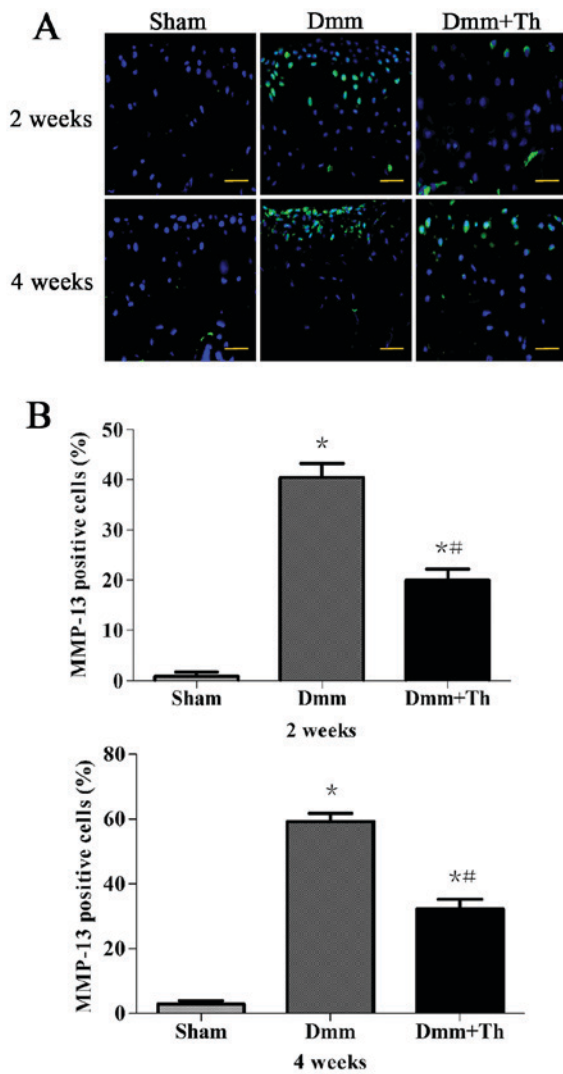 A
Sham Dmm Dmm+Th
2 weeks
4 weeks
B
MMP-13 positive cells (%)
50
40
30
20
10
0
*
*#
Sham Dmm Dmm+Th
2 weeks
MMP-13 positive cells (%)
80
60
40
20
0
*
*#
Sham Dmm Dmm+Th
4 weeks